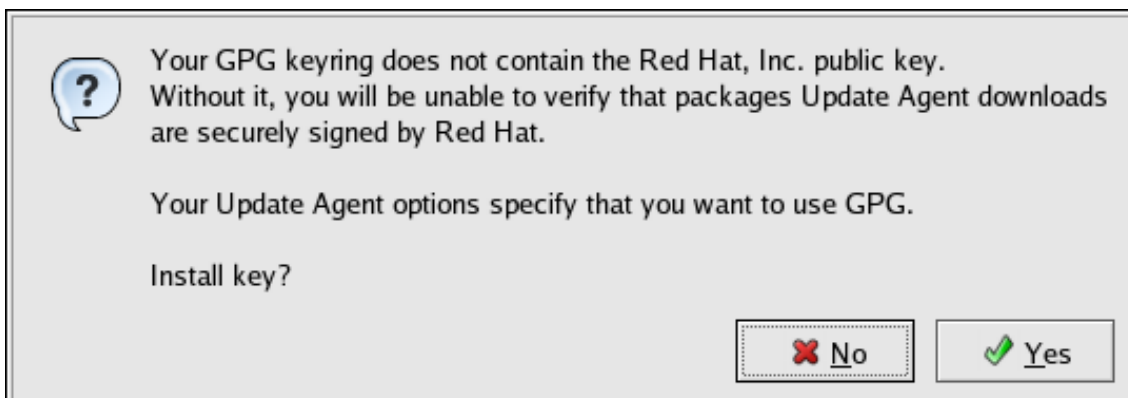 Your GPG keyring does not contain the Red Hat, Inc. public key.
Without it, you will be unable to verify that packages Update Agent downloads
are securely signed by Red Hat.
Your Update Agent options specify that you want to use GPG.
Install key?
No
Yes